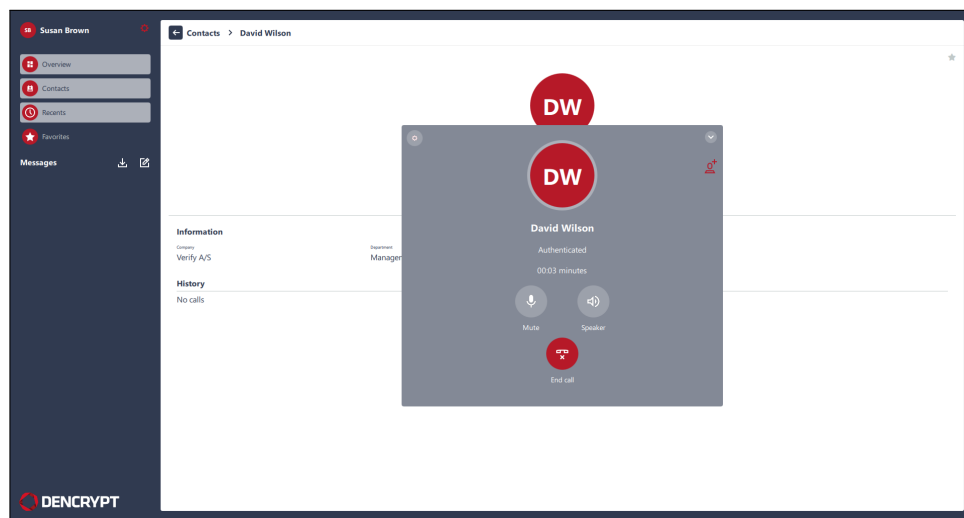 SB Susan Brown
Overview
Contacts
Recents
Favorites
Messages
DENCRYPT
Contacts > David Wilson
DW
Information
Company
Verify A/S
Department
Manager
History
No calls
DW
David Wilson
Authenticated
00:03 minutes
Mute Speaker
End call